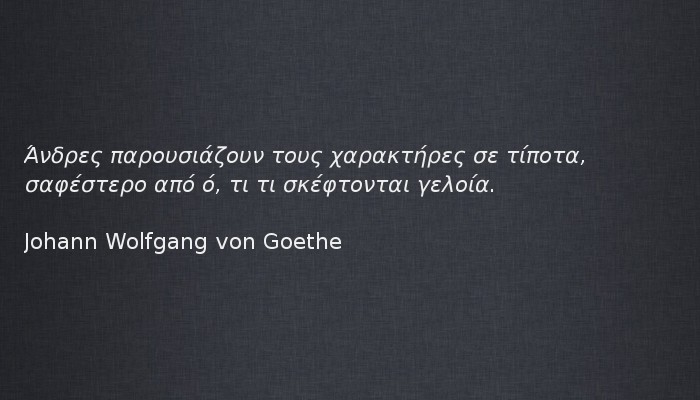 Άνδρες παρουσιάζουν τους χαρακτήρες σε τίποτα,
σαφέστερο από ό, τι τι σκέφτονται γελοία.
Johann Wolfgang von Goethe